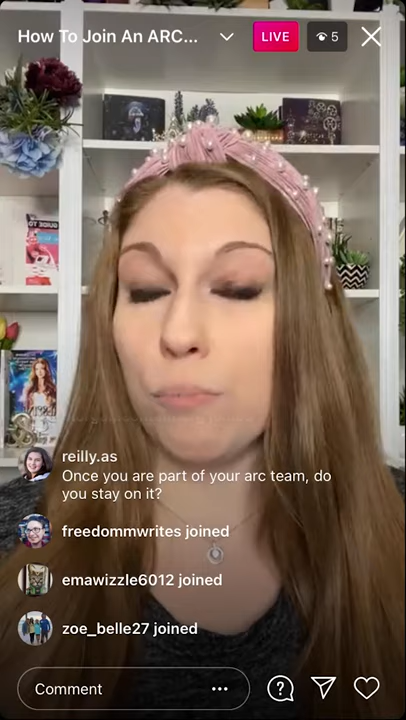 How To Join An ARC...
LIVE
5
reilly.as
Once you are part of your arc team, do
you stay on it?
freedommwrites joined
emawizzle6012 joined
zoe_belle27 joined
Comment